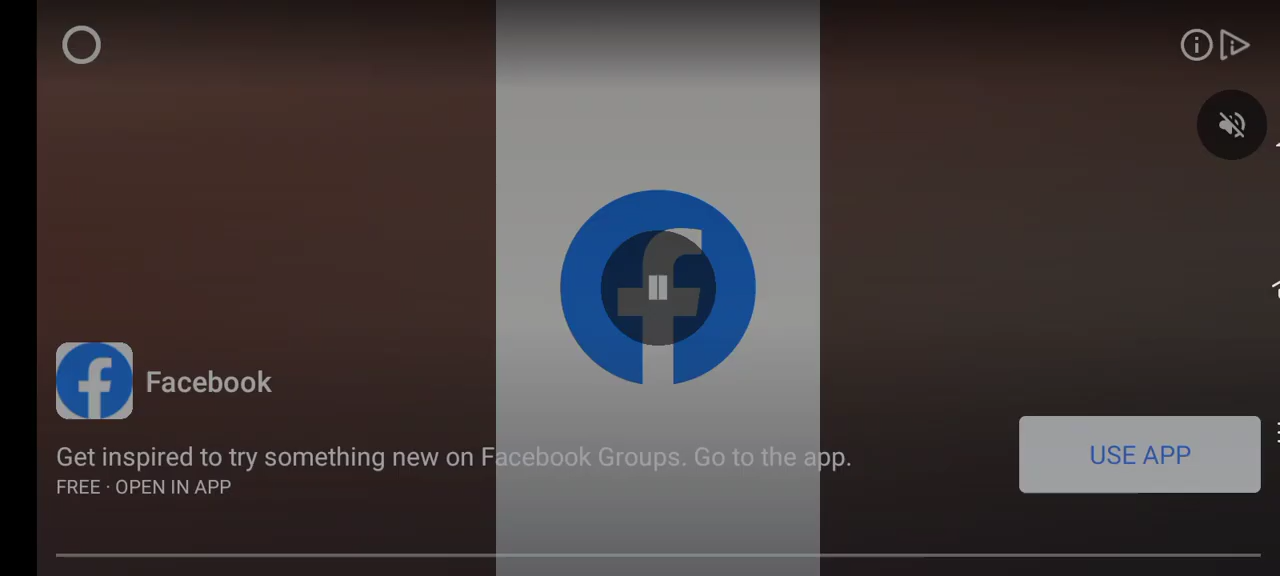 Facebook
Get inspired to try something new on Facebook Groups. Go to the app.
FREE · OPEN IN APP
USE APP